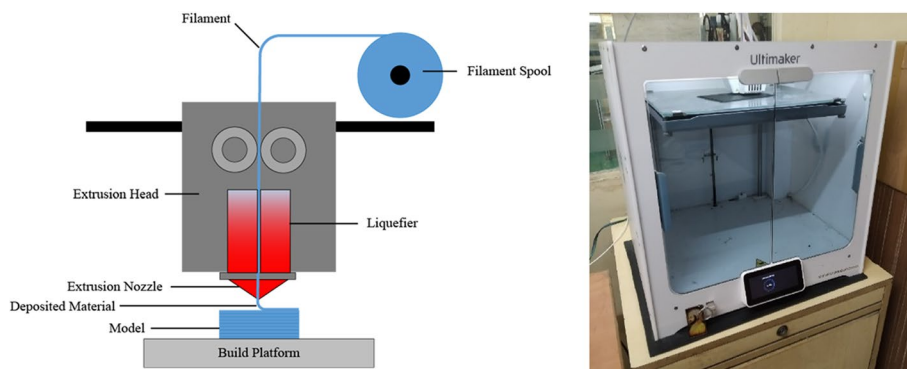 Filament
Filament Spool
Extrusion Head
Liquefier
Extrusion Nozzle
Deposited Material
Model
Build Platform
Ultimaker